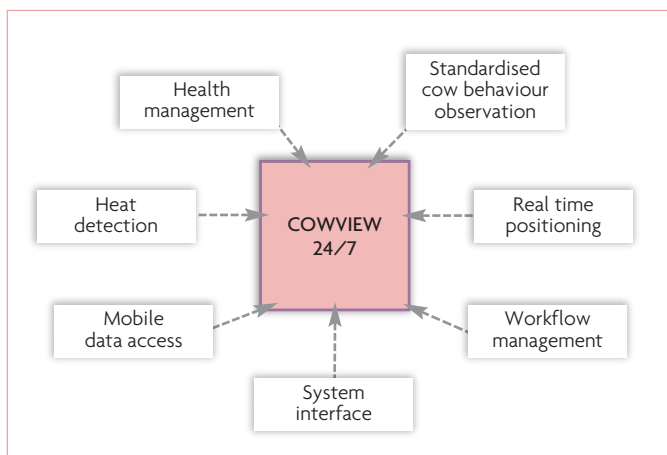 Health
management
Standardised
cow behaviour
observation
Heat
detection
COWVIEW
24/7
Real time
positioning
Mobile
data access
Workflow
management
System
interface